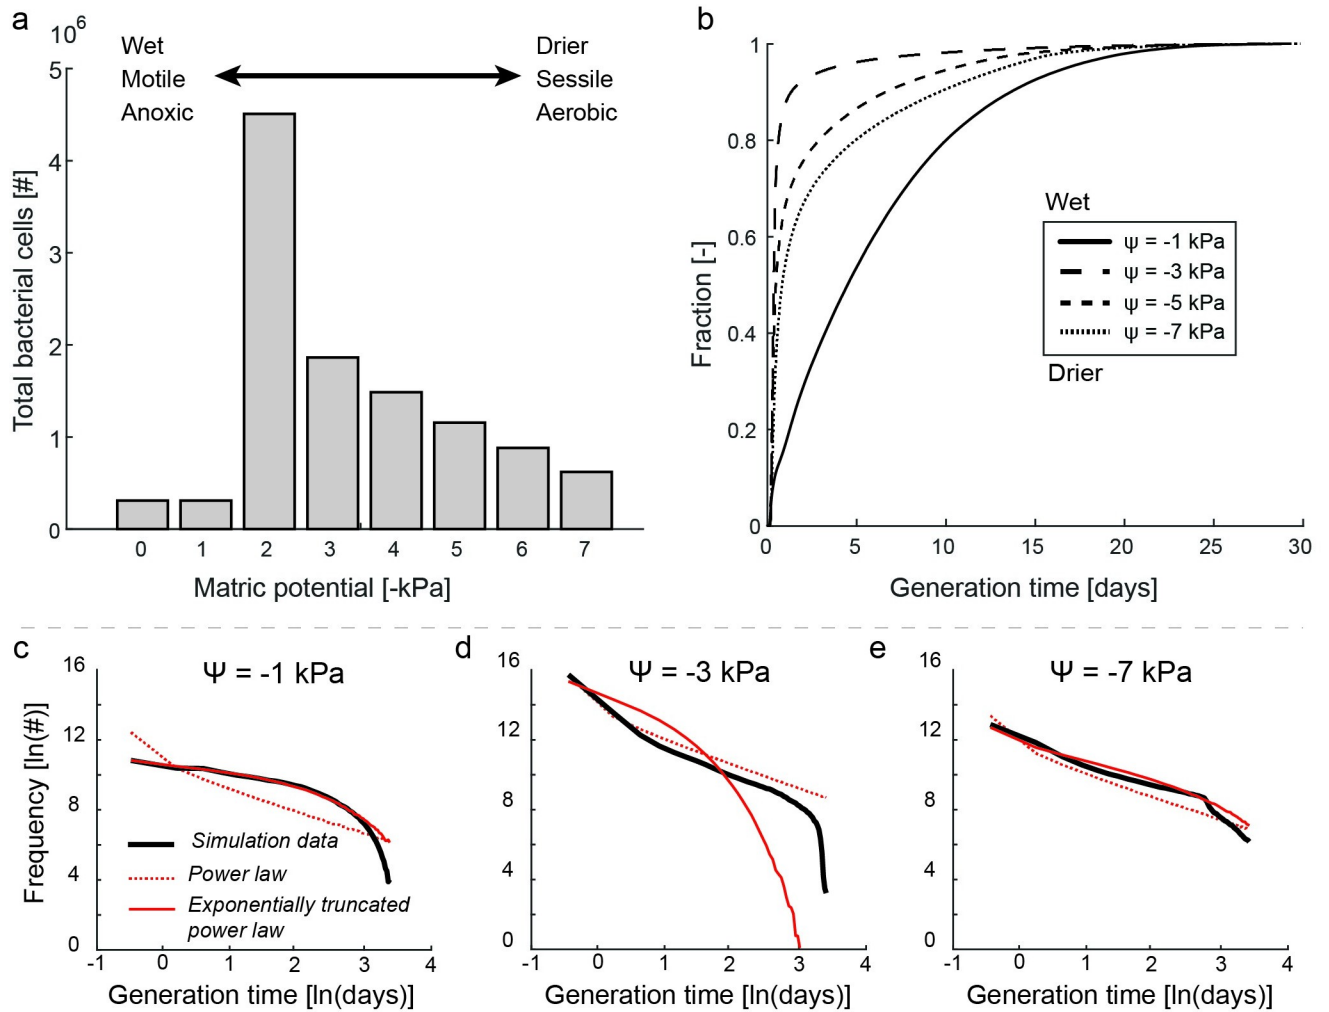 a
10⁶
Wet
Motile
Anoxic
Drier
Sessile
Aerobic
Total bacterial cells [#]
5
4
3
2
1
0
0 1 2 3 4 5 6 7
Matric potential [-kPa]
b
Fraction [-]
1
0.8
0.6
0.4
0.2
0
Wet
ψ = -1 kPa
ψ = -3 kPa
ψ = -5 kPa
ψ = -7 kPa
Drier
0 5 10 15 20 25 30
Generation time [days]
c
Ψ = -1 kPa
Frequency [ln(#)]
16
12
8
4
0
Simulation data
Power law
Exponentially truncated
power law
-1 0 1 2 3 4
Generation time [ln(days)]
d
Ψ = -3 kPa
16
12
8
4
0
-1 0 1 2 3 4
Generation time [ln(days)]
e
Ψ = -7 kPa
16
12
8
4
0
-1 0 1 2 3 4
Generation time [ln(days)]